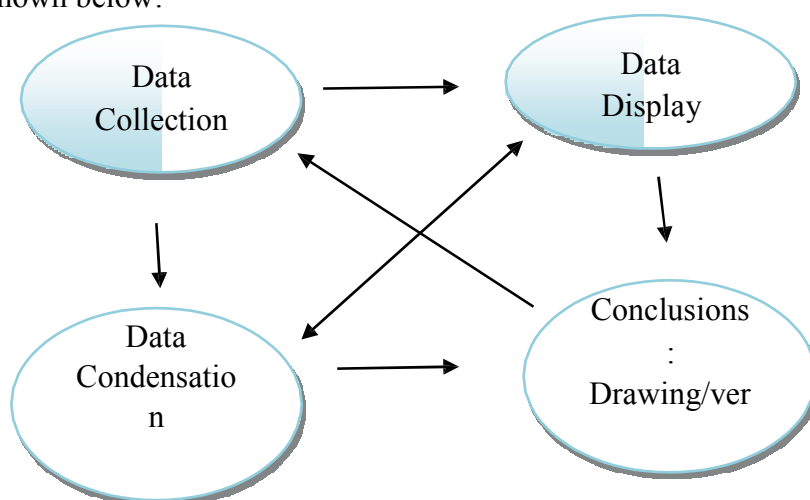 nown below:
Data
Collection
Data
Display
Data
Condensatio
n
Conclusions
:
Drawing/ver